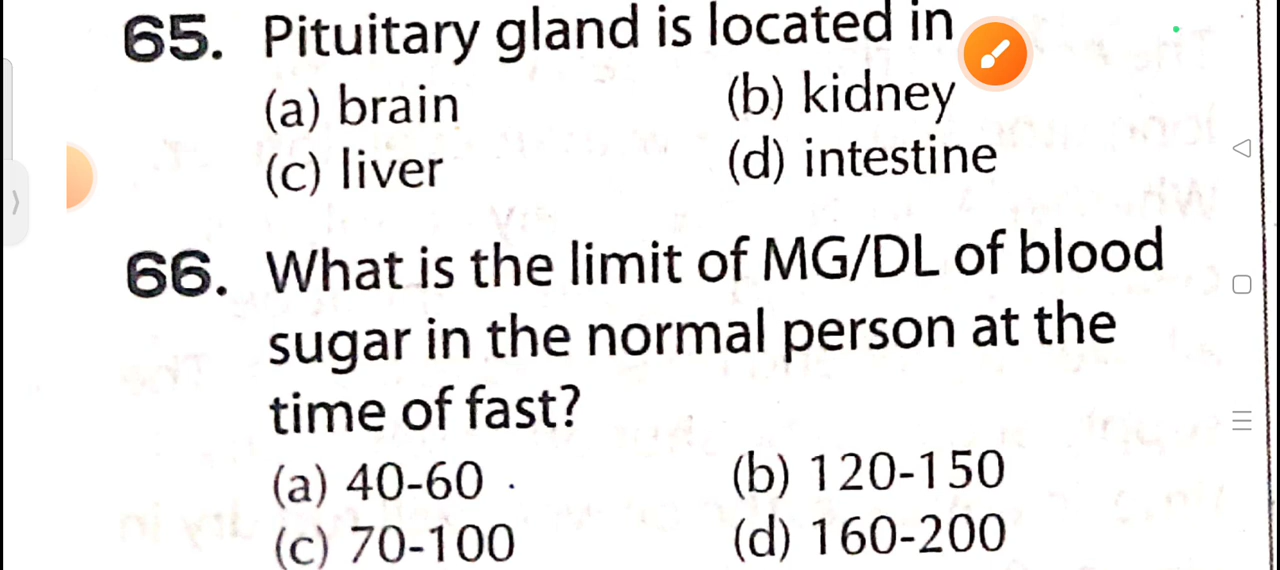 65. Pituitary gland is located in
(a) brain (b) kidney
(c) liver (d) intestine
66. What is the limit of MG/DL of blood
sugar in the normal person at the
time of fast?
(a) 40-60 (b) 120-150
(c) 70-100 (d) 160-200